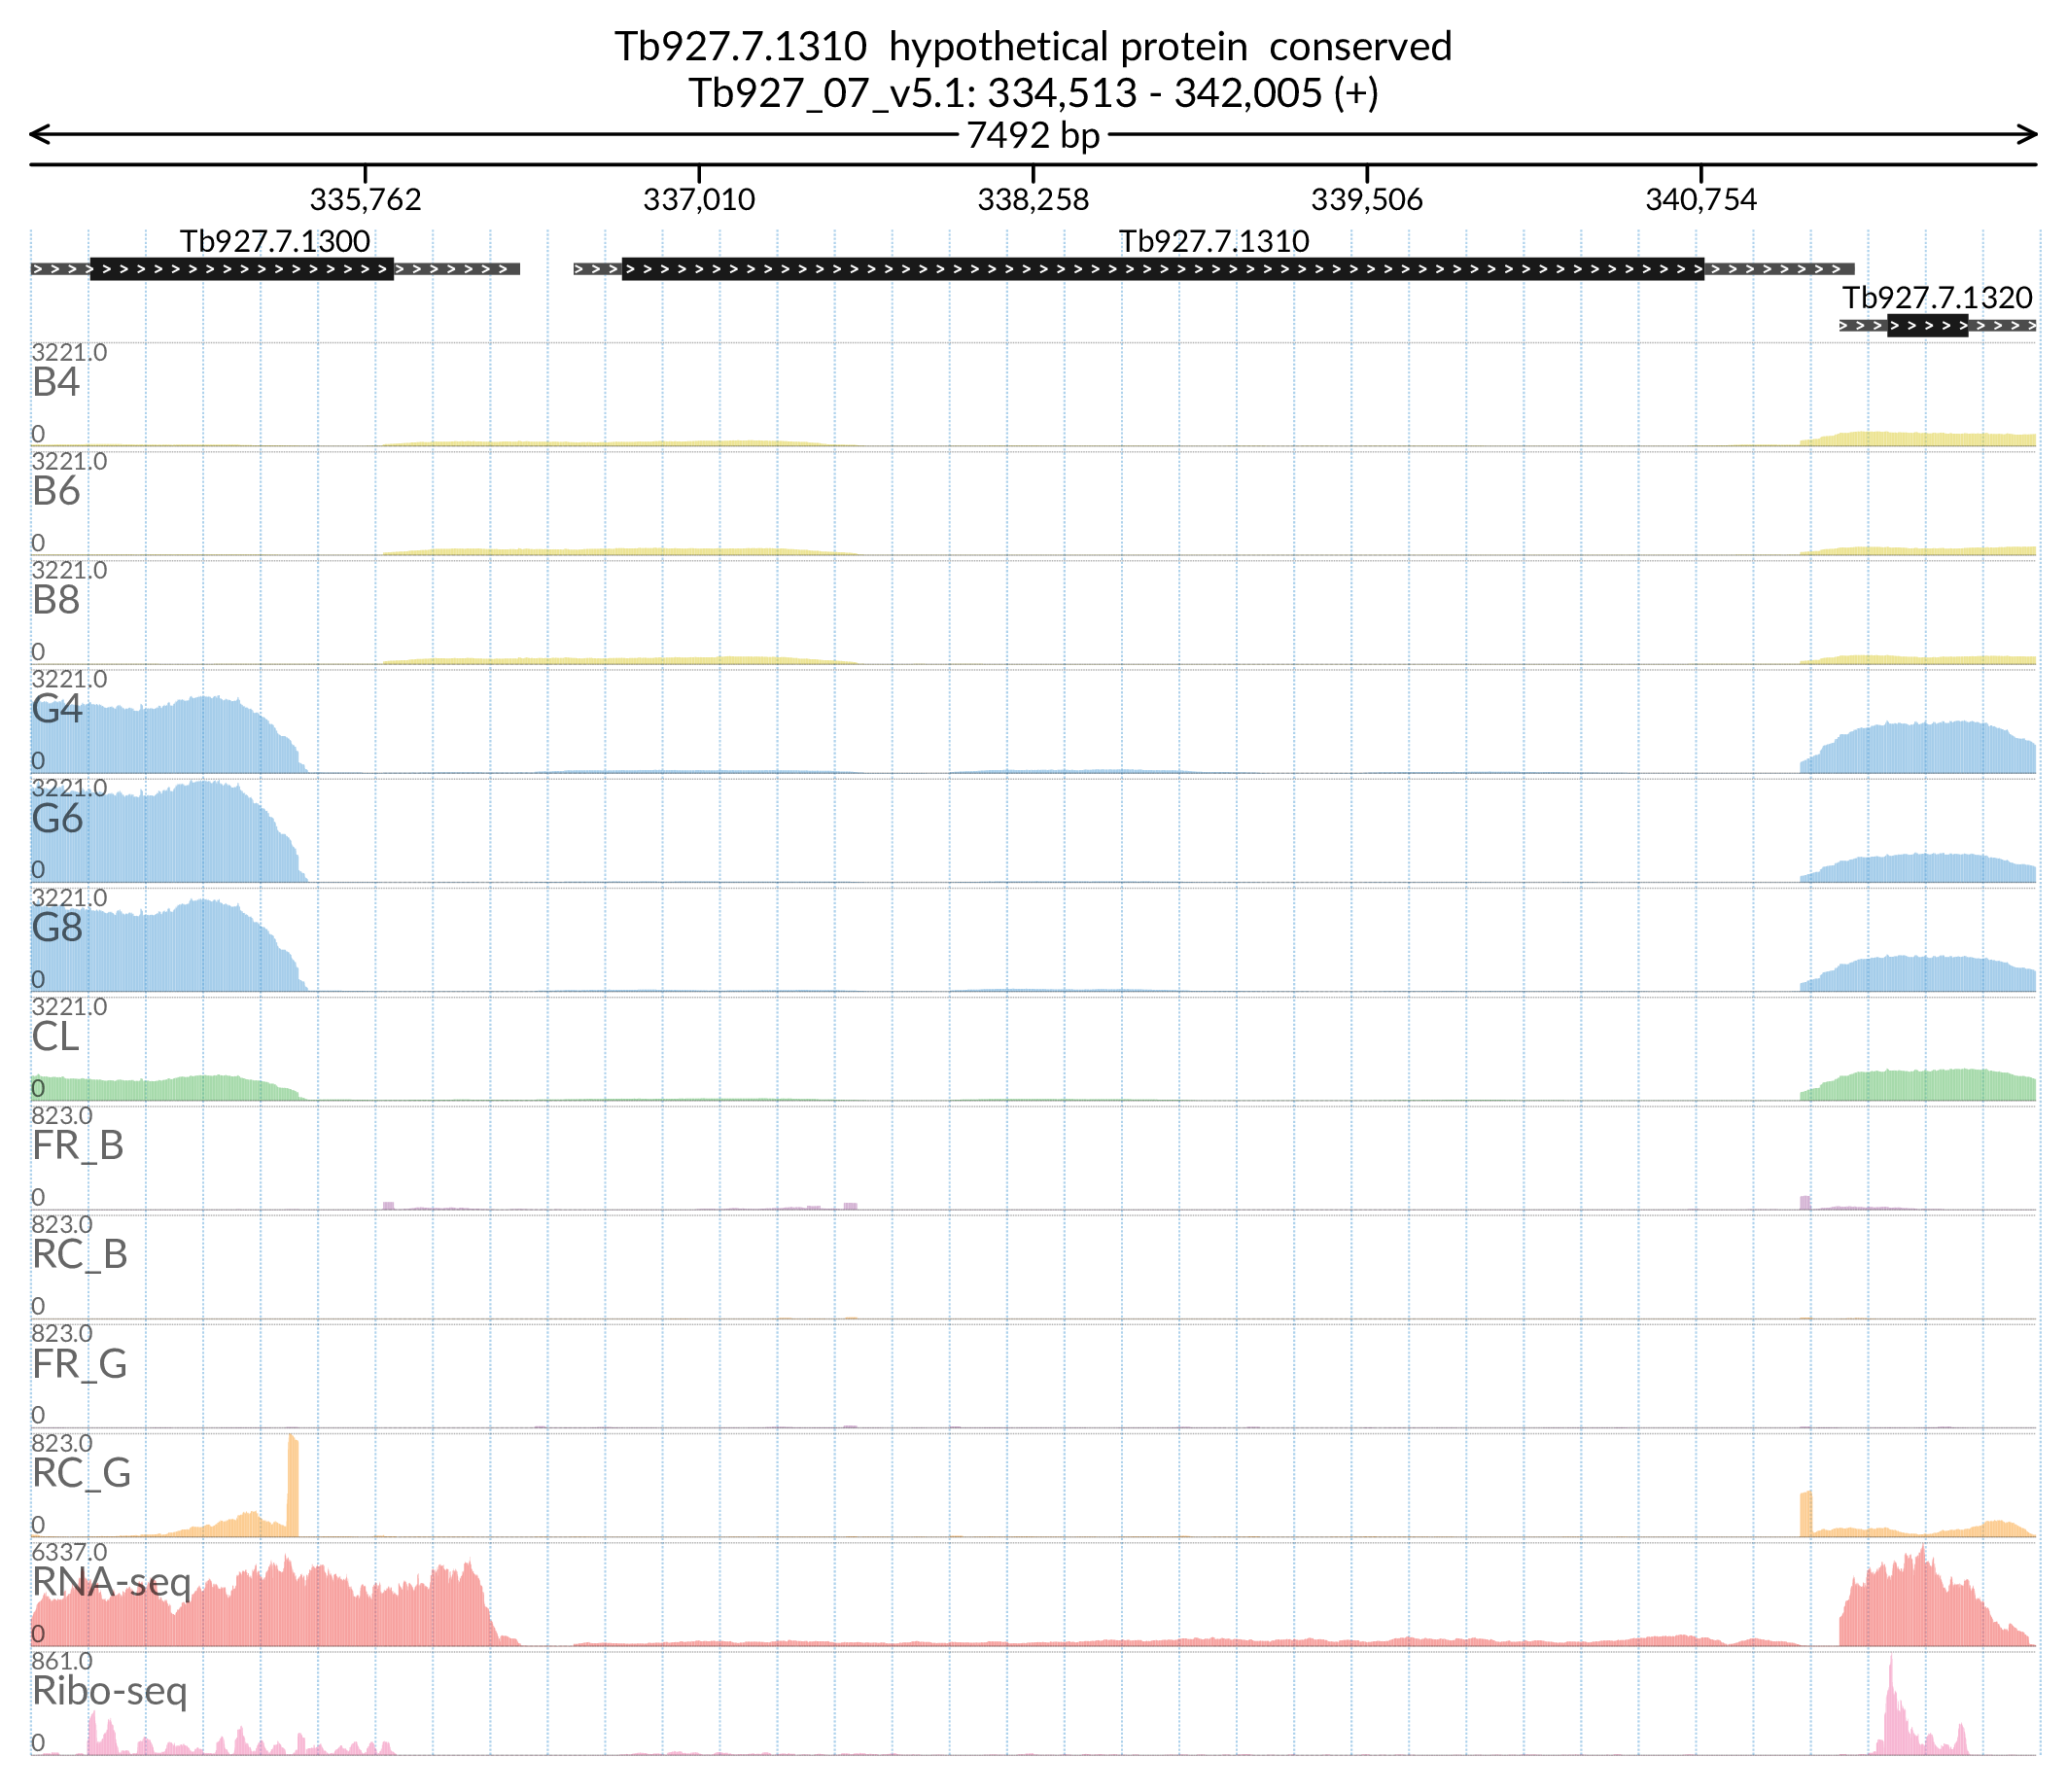 Tb927.7.1310 hypothetical protein conserved
Tb927_07_v5.1: 334,513 - 342,005 (+)
7492 bp
335,762 337,010 338,258 339,506 340,754
Tb927.7.1300 Tb927.7.1310
Tb927.7.1320
3221.0
B4
0
3221.0
B6
0
3221.0
B8
0
3221.0
G4
0
3221.0
G6
0
3221.0
G8
0
3221.0
CL
0
823.0
FR_B
0
823.0
RC_B
0
823.0
FR_G
0
823.0
RC_G
0
6337.0
RNA-seq
0
861.0
Ribo-seq
0